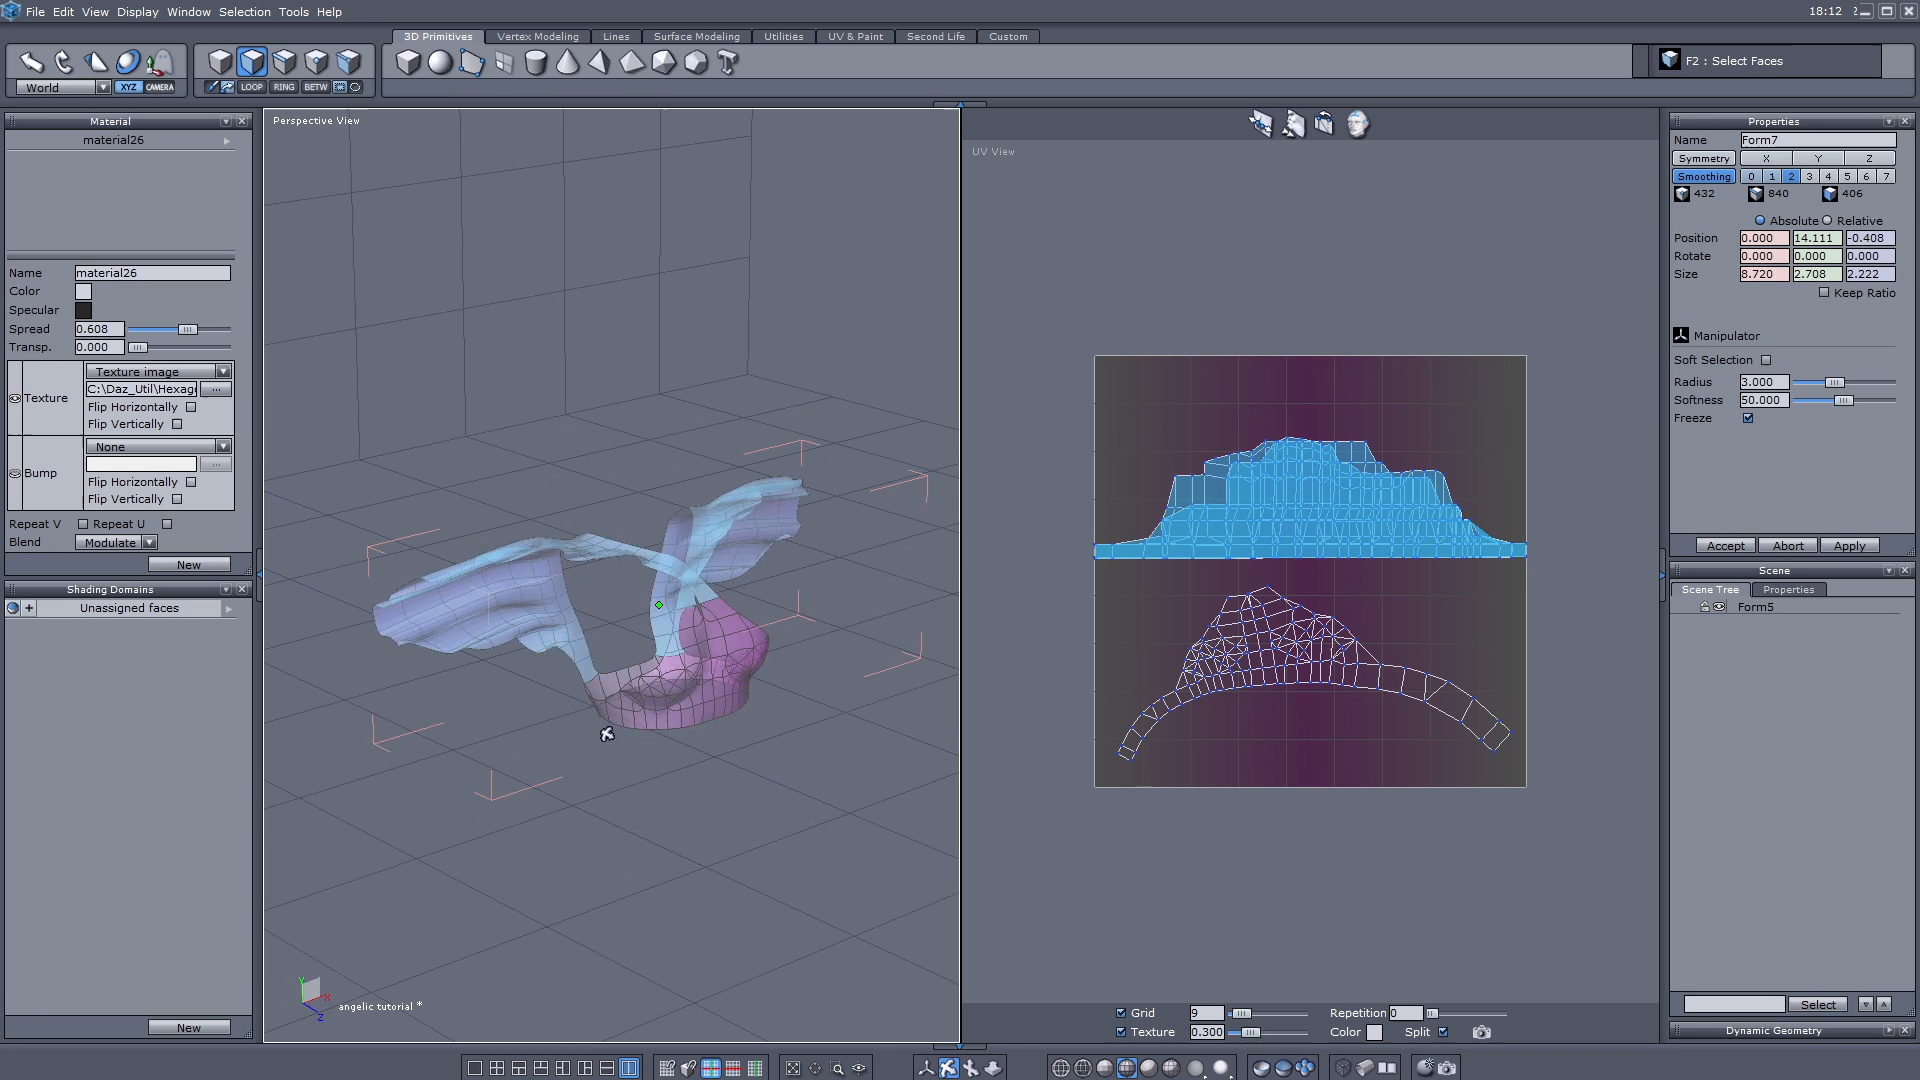 File Edit View Display Window Selection Tools Help
18:12
3D Primitives Vertex Modeling Lines Surface Modeling Utilities UV & Paint Second Life Custom
World XYZ CAMERA LOOP RING BETW
F2 : Select Faces
Material
material26
Name material26
Color
Specular
Spread 0.608
Transp. 0.000
Texture
Texture image
C:\Daz_Util\Hexag
...
Flip Horizontally
Flip Vertically
Bump
None
...
Flip Horizontally
Flip Vertically
Repeat V Repeat U
Blend Modulate
New
Shading Domains
+ Unassigned faces
New
Perspective View
Y
X
Z
angelic tutorial *
UV View
Grid 9 Repetition 0
Texture 0.300 Color Split
Properties
Name Form7
Symmetry X Y Z
Smoothing 0 1 2 3 4 5 6 7
432 840 406
Absolute Relative
Position 0.000 14.111 -0.408
Rotate 0.000 0.000 0.000
Size 8.720 2.708 2.222
Keep Ratio
Manipulator
Soft Selection
Radius 3.000
Softness 50.000
Freeze
Accept Abort Apply
Scene
Scene Tree Properties
Form5
Select
Dynamic Geometry